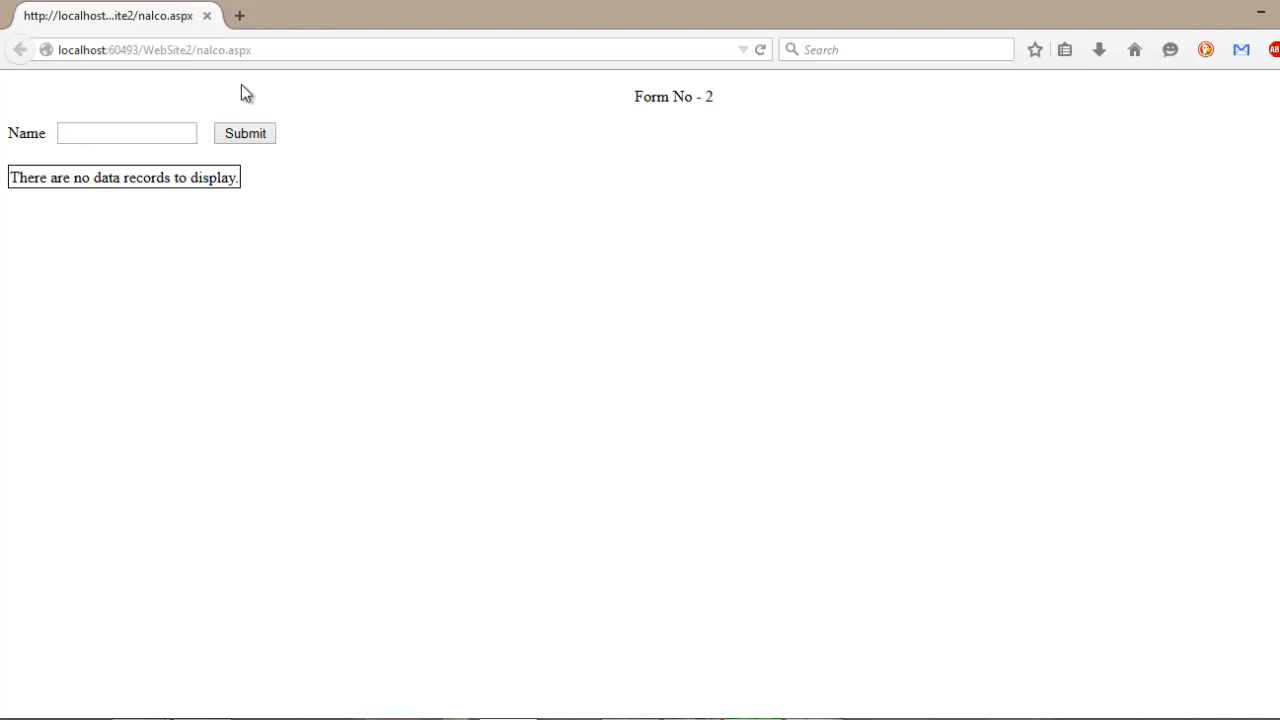 http://localhost...ite2/nalco.aspx
localhost:60493/WebSite2/nalco.aspx
Search
AB
Form No - 2
Name
Submit
There are no data records to display.